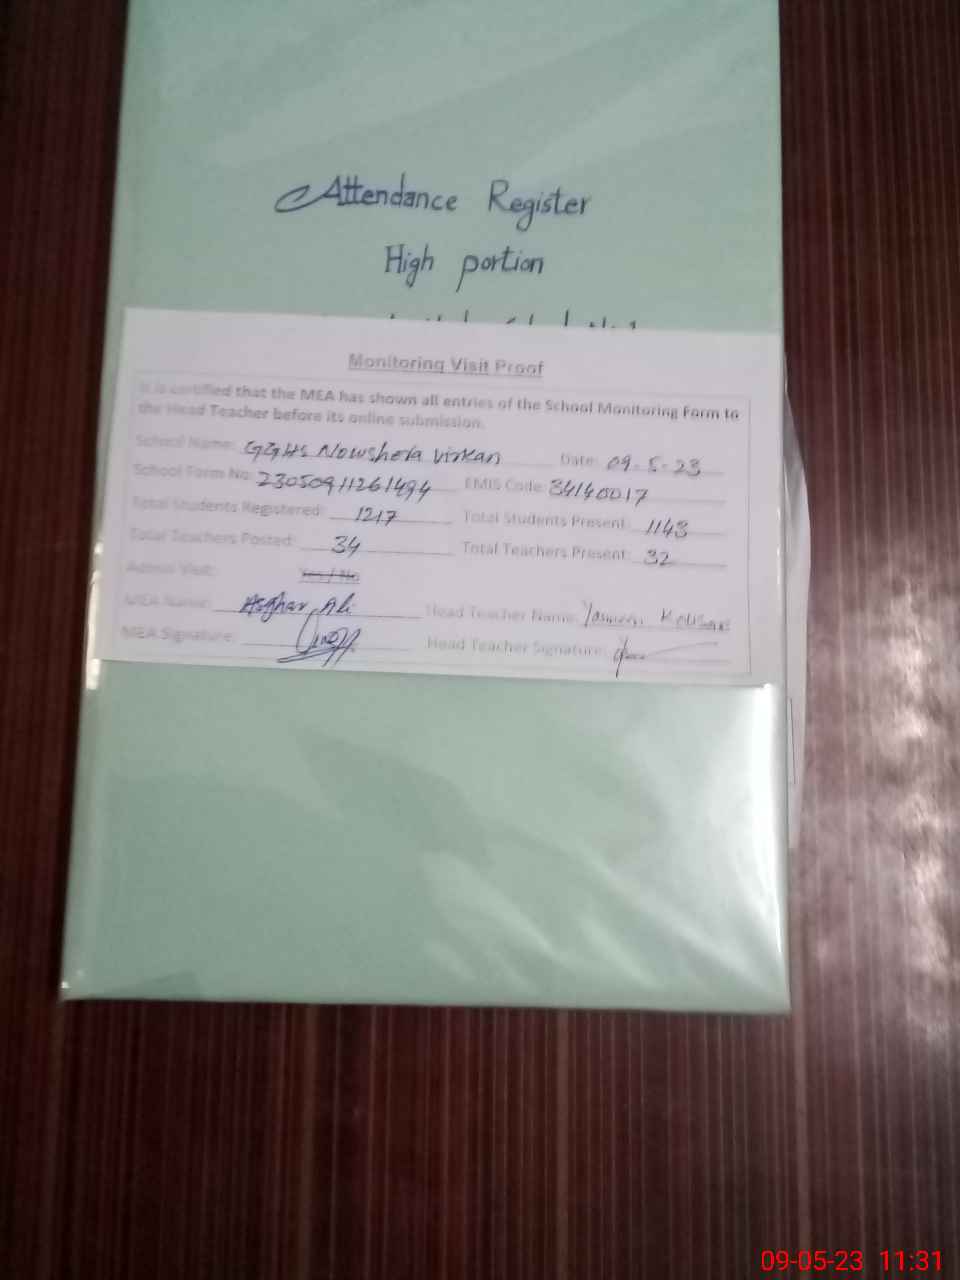 Attendance Register
High portion
Monitoring Visit Proof
It is certified that the MEA has shown all entries of the School Monitoring Form to
the Head Teacher before its online submission.
School Name: GGHS Nowshera Virkan Date: 09-5-23
School Form No: 23050911261494 EMIS Code: 34140017
Total Students Registered: 1217 Total Students Present: 1143
Total Teachers Posted: 34 Total Teachers Present: 32
Admin Visit: Yes / No
MEA Name: Asghar Ali Head Teacher Name: Kousar
MEA Signature: Head Teacher Signature:
09-05-23 11:31